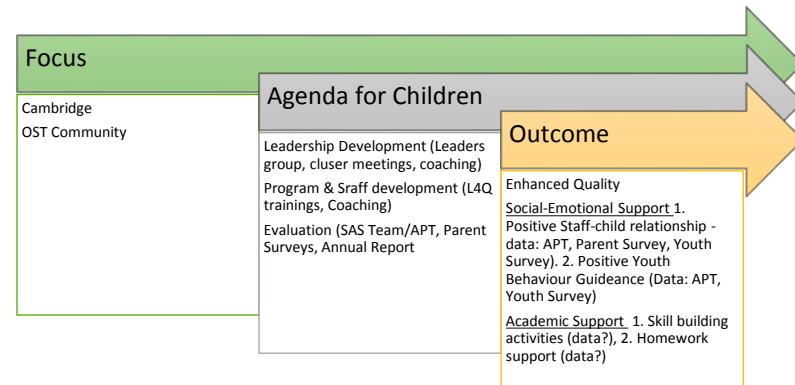 Focus
Cambridge
OST Community
Agenda for Children
Leadership Development (Leaders
group, cluser meetings, coaching)
Program & Sraff development (L4Q
trainings, Coaching)
Evaluation (SAS Team/APT, Parent
Surveys, Annual Report
Outcome
Enhanced Quality
Social-Emotional Support 1.
Positive Staff-child relationship -
data: APT, Parent Survey, Youth
Survey). 2. Positive Youth
Behaviour Guideance (Data: APT,
Youth Survey)
Academic Support  1. Skill building
activities (data?), 2. Homework
support (data?)